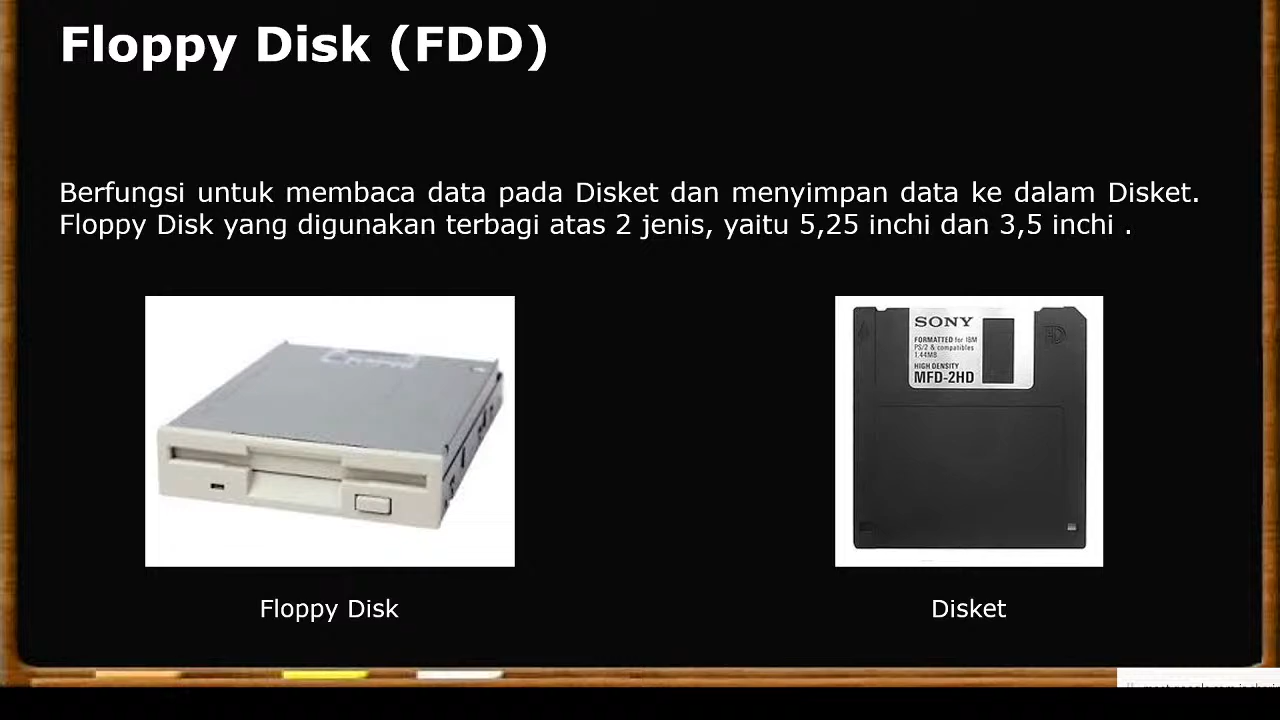 Floppy Disk (FDD)
Berfungsi untuk membaca data pada Disket dan menyimpan data ke dalam Disket.
Floppy Disk yang digunakan terbagi atas 2 jenis, yaitu 5,25 inchi dan 3,5 inchi .
SONY
FORMATTED for IBM
PS/2 & compatibles
1.44MB
HIGH DENSITY
MFD-2HD
HD
Floppy Disk
Disket